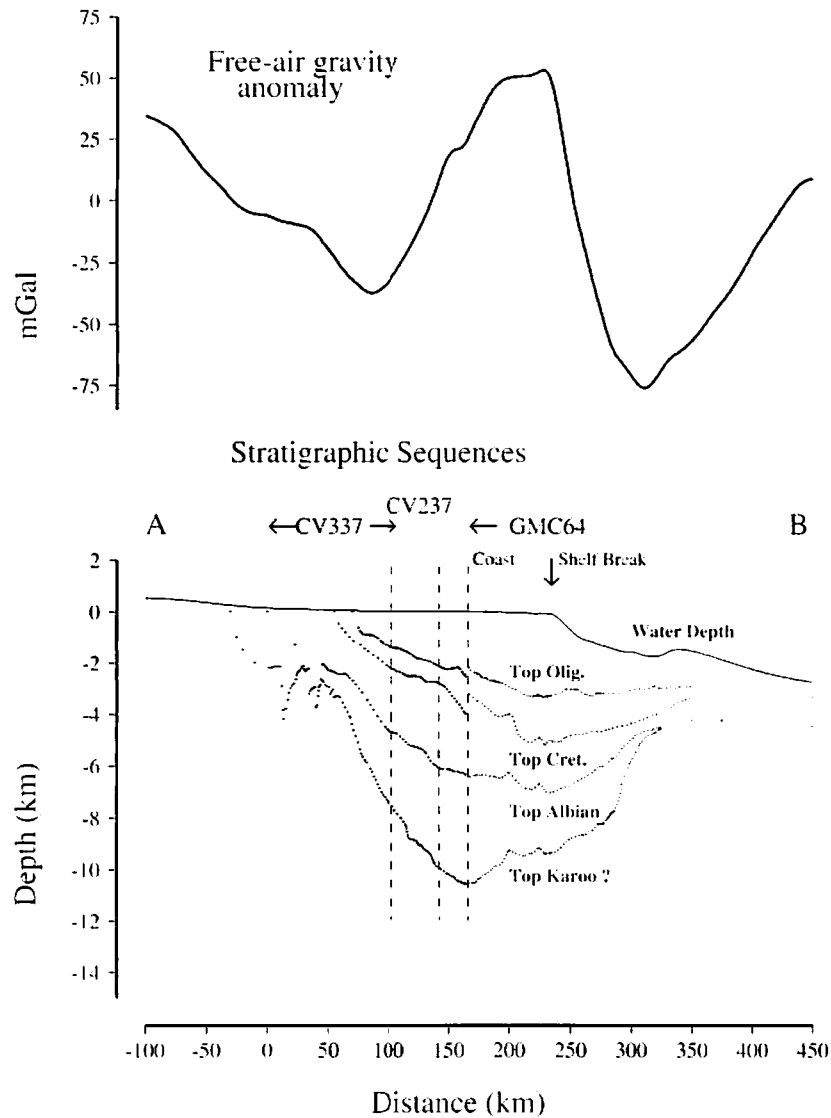 75
Free-air gravity
50
anomaly
25
0
-25
-50
-75
mGal
Stratigraphic Sequences
A
CV237
B
←CV337 →
← GMC64
Coast
Shelf Break
2
0
-2
-4
-6
-8
-10
-12
-14
Depth (km)
Water Depth
Top Olig.
Top Cret.
Top Albian
Top Karoo ?
-100 -50 0 50 100 150 200 250 300 350 400 450
Distance (km)